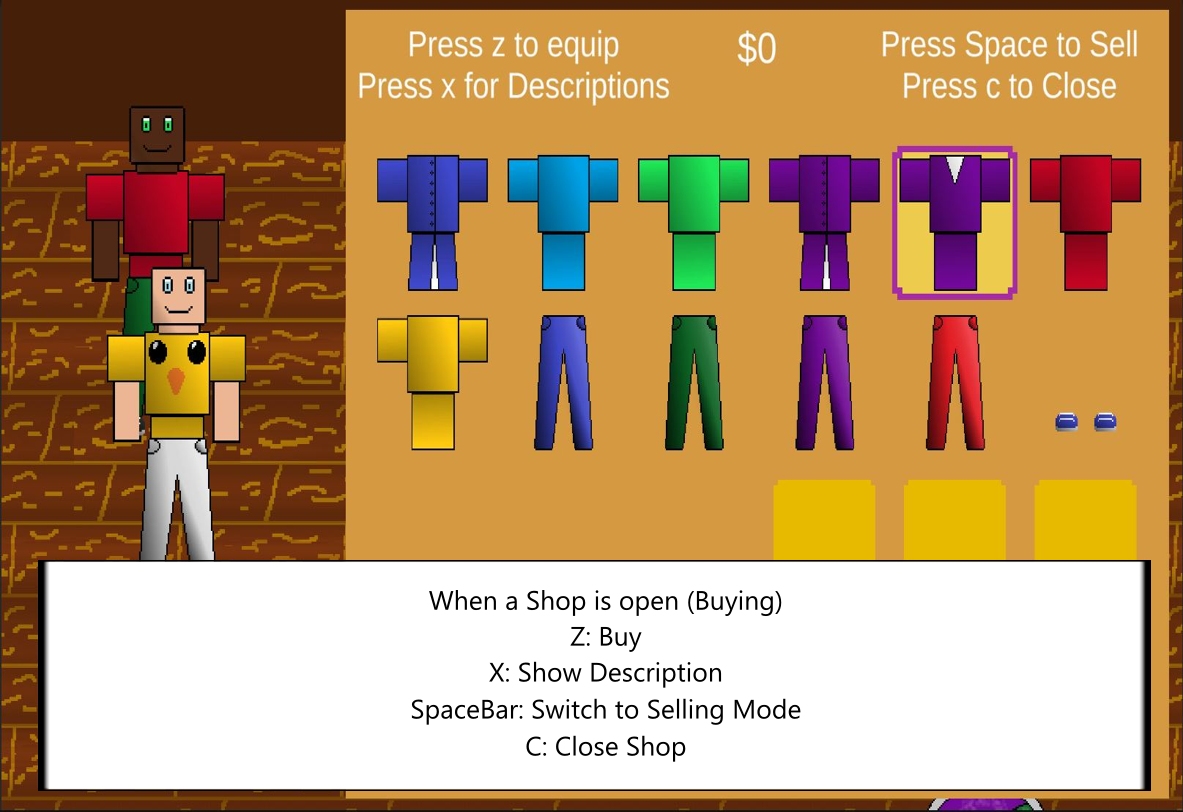 Press z to equip
Press x for Descriptions
$0
Press Space to Sell
Press c to Close
When a Shop is open (Buying)
Z: Buy
X: Show Description
SpaceBar: Switch to Selling Mode
C: Close Shop